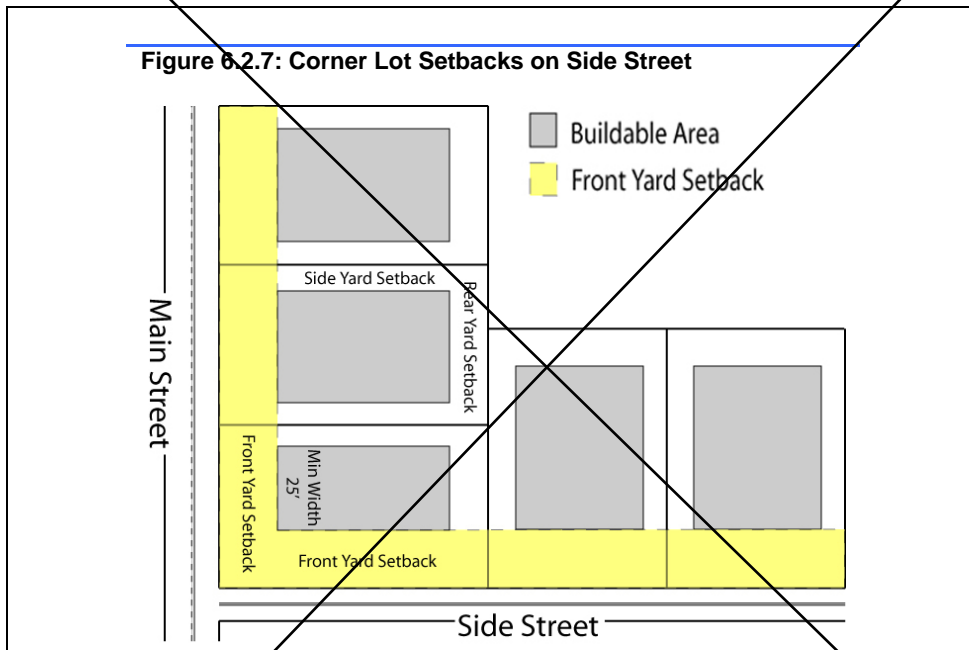 Figure 6.2.7: Corner Lot Setbacks on Side Street
Buildable Area
Front Yard Setback
Side Yard Setback
Rear Yard Setback
Main Street
Front Yard Setback
Min Width
25'
Front Yard Setback
Side Street